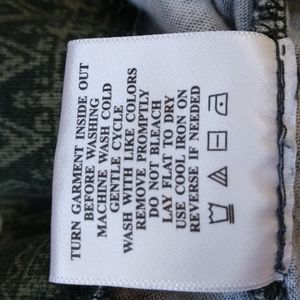 TURN GARMENT INSIDE OUT
BEFORE WASHING
MACHINE WASH COLD
GENTLE CYCLE
WASH WITH LIKE COLORS
REMOVE PROMPTLY
DO NOT BLEACH
LAY FLAT TO DRY
USE COOL IRON ON
REVERSE IF NEEDED